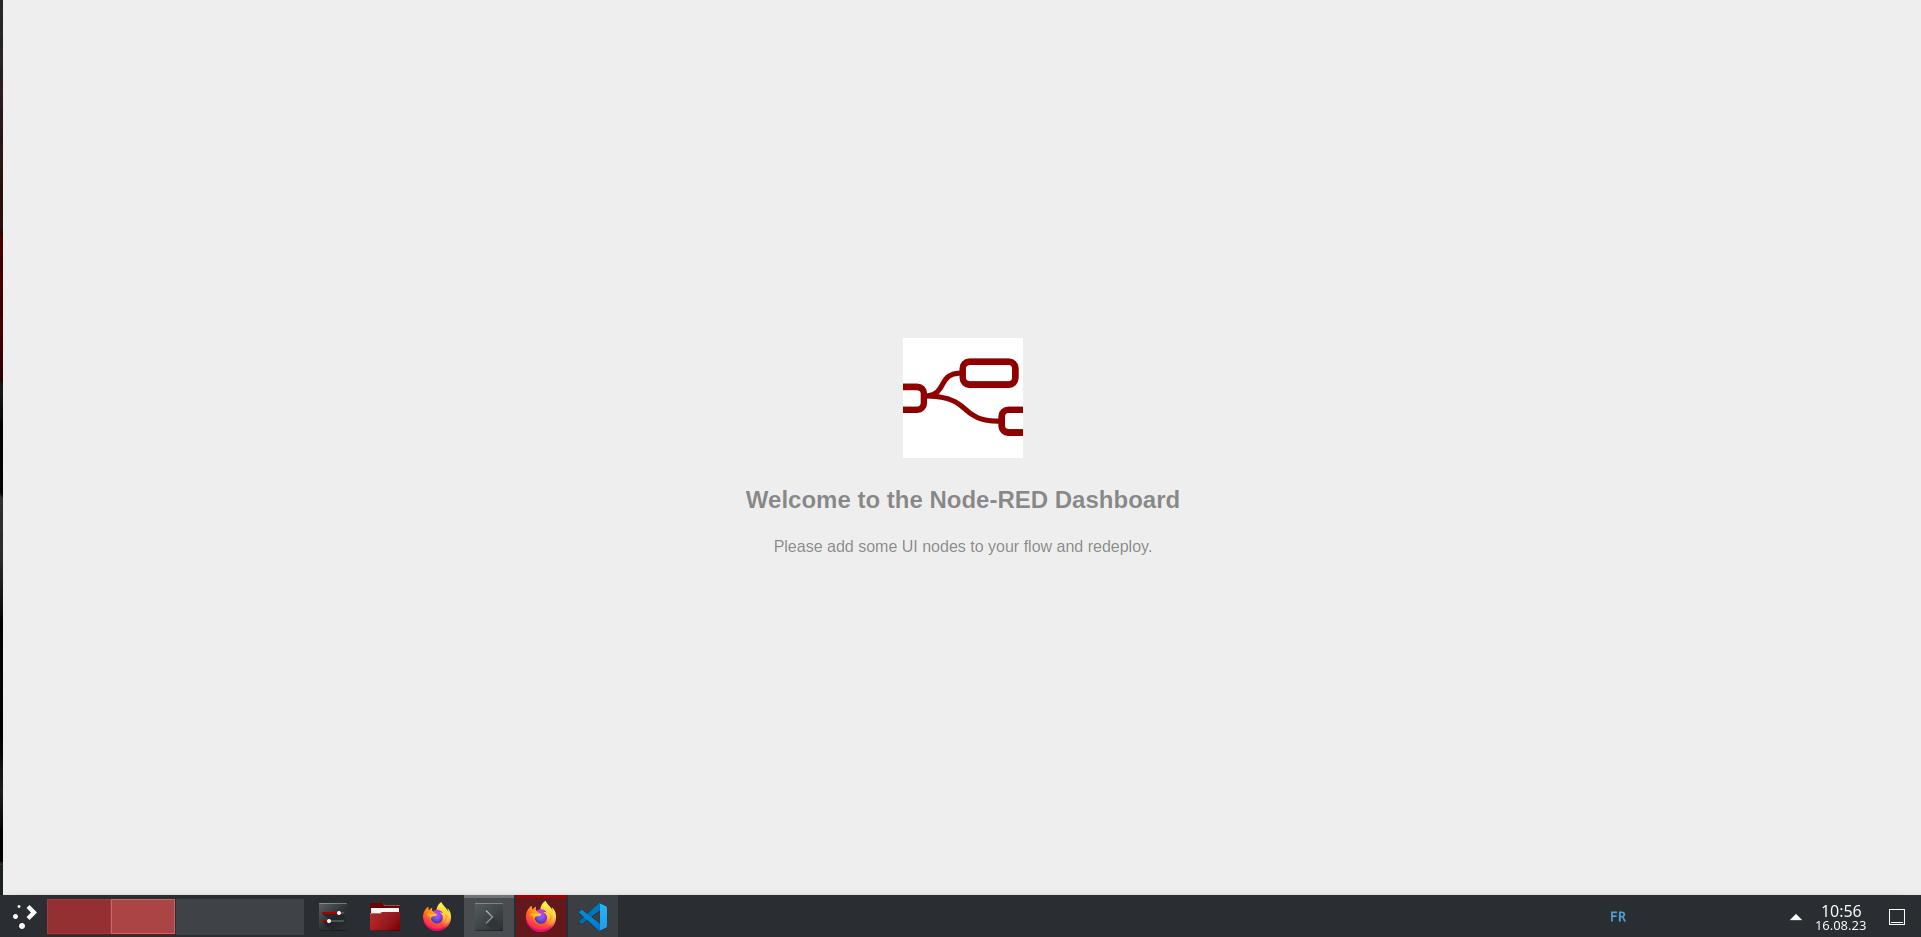 Welcome to the Node-RED Dashboard
Please add some UI nodes to your flow and redeploy.
FR
10:56
16.08.23